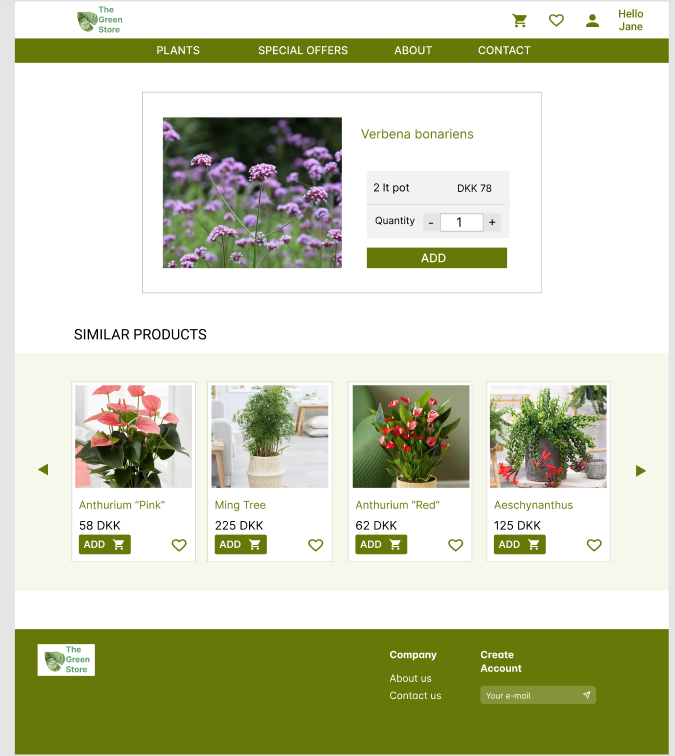 The
Green
Store
Hello
Jane
PLANTS SPECIAL OFFERS ABOUT CONTACT
Verbena bonariens
2 lt pot DKK 78
Quantity - 1 +
ADD
SIMILAR PRODUCTS
Anthurium “Pink” Ming Tree Anthurium “Red” Aeschynanthus
58 DKK 225 DKK 62 DKK 125 DKK
ADD ADD ADD ADD
The
Green
Store
Company
About us
Contact us
Create
Account
Your e-mail